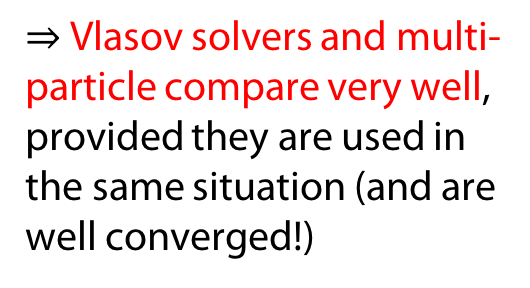 ⇒ Vlasov solvers and multi-
particle compare very well,
provided they are used in
the same situation (and are
well converged!)